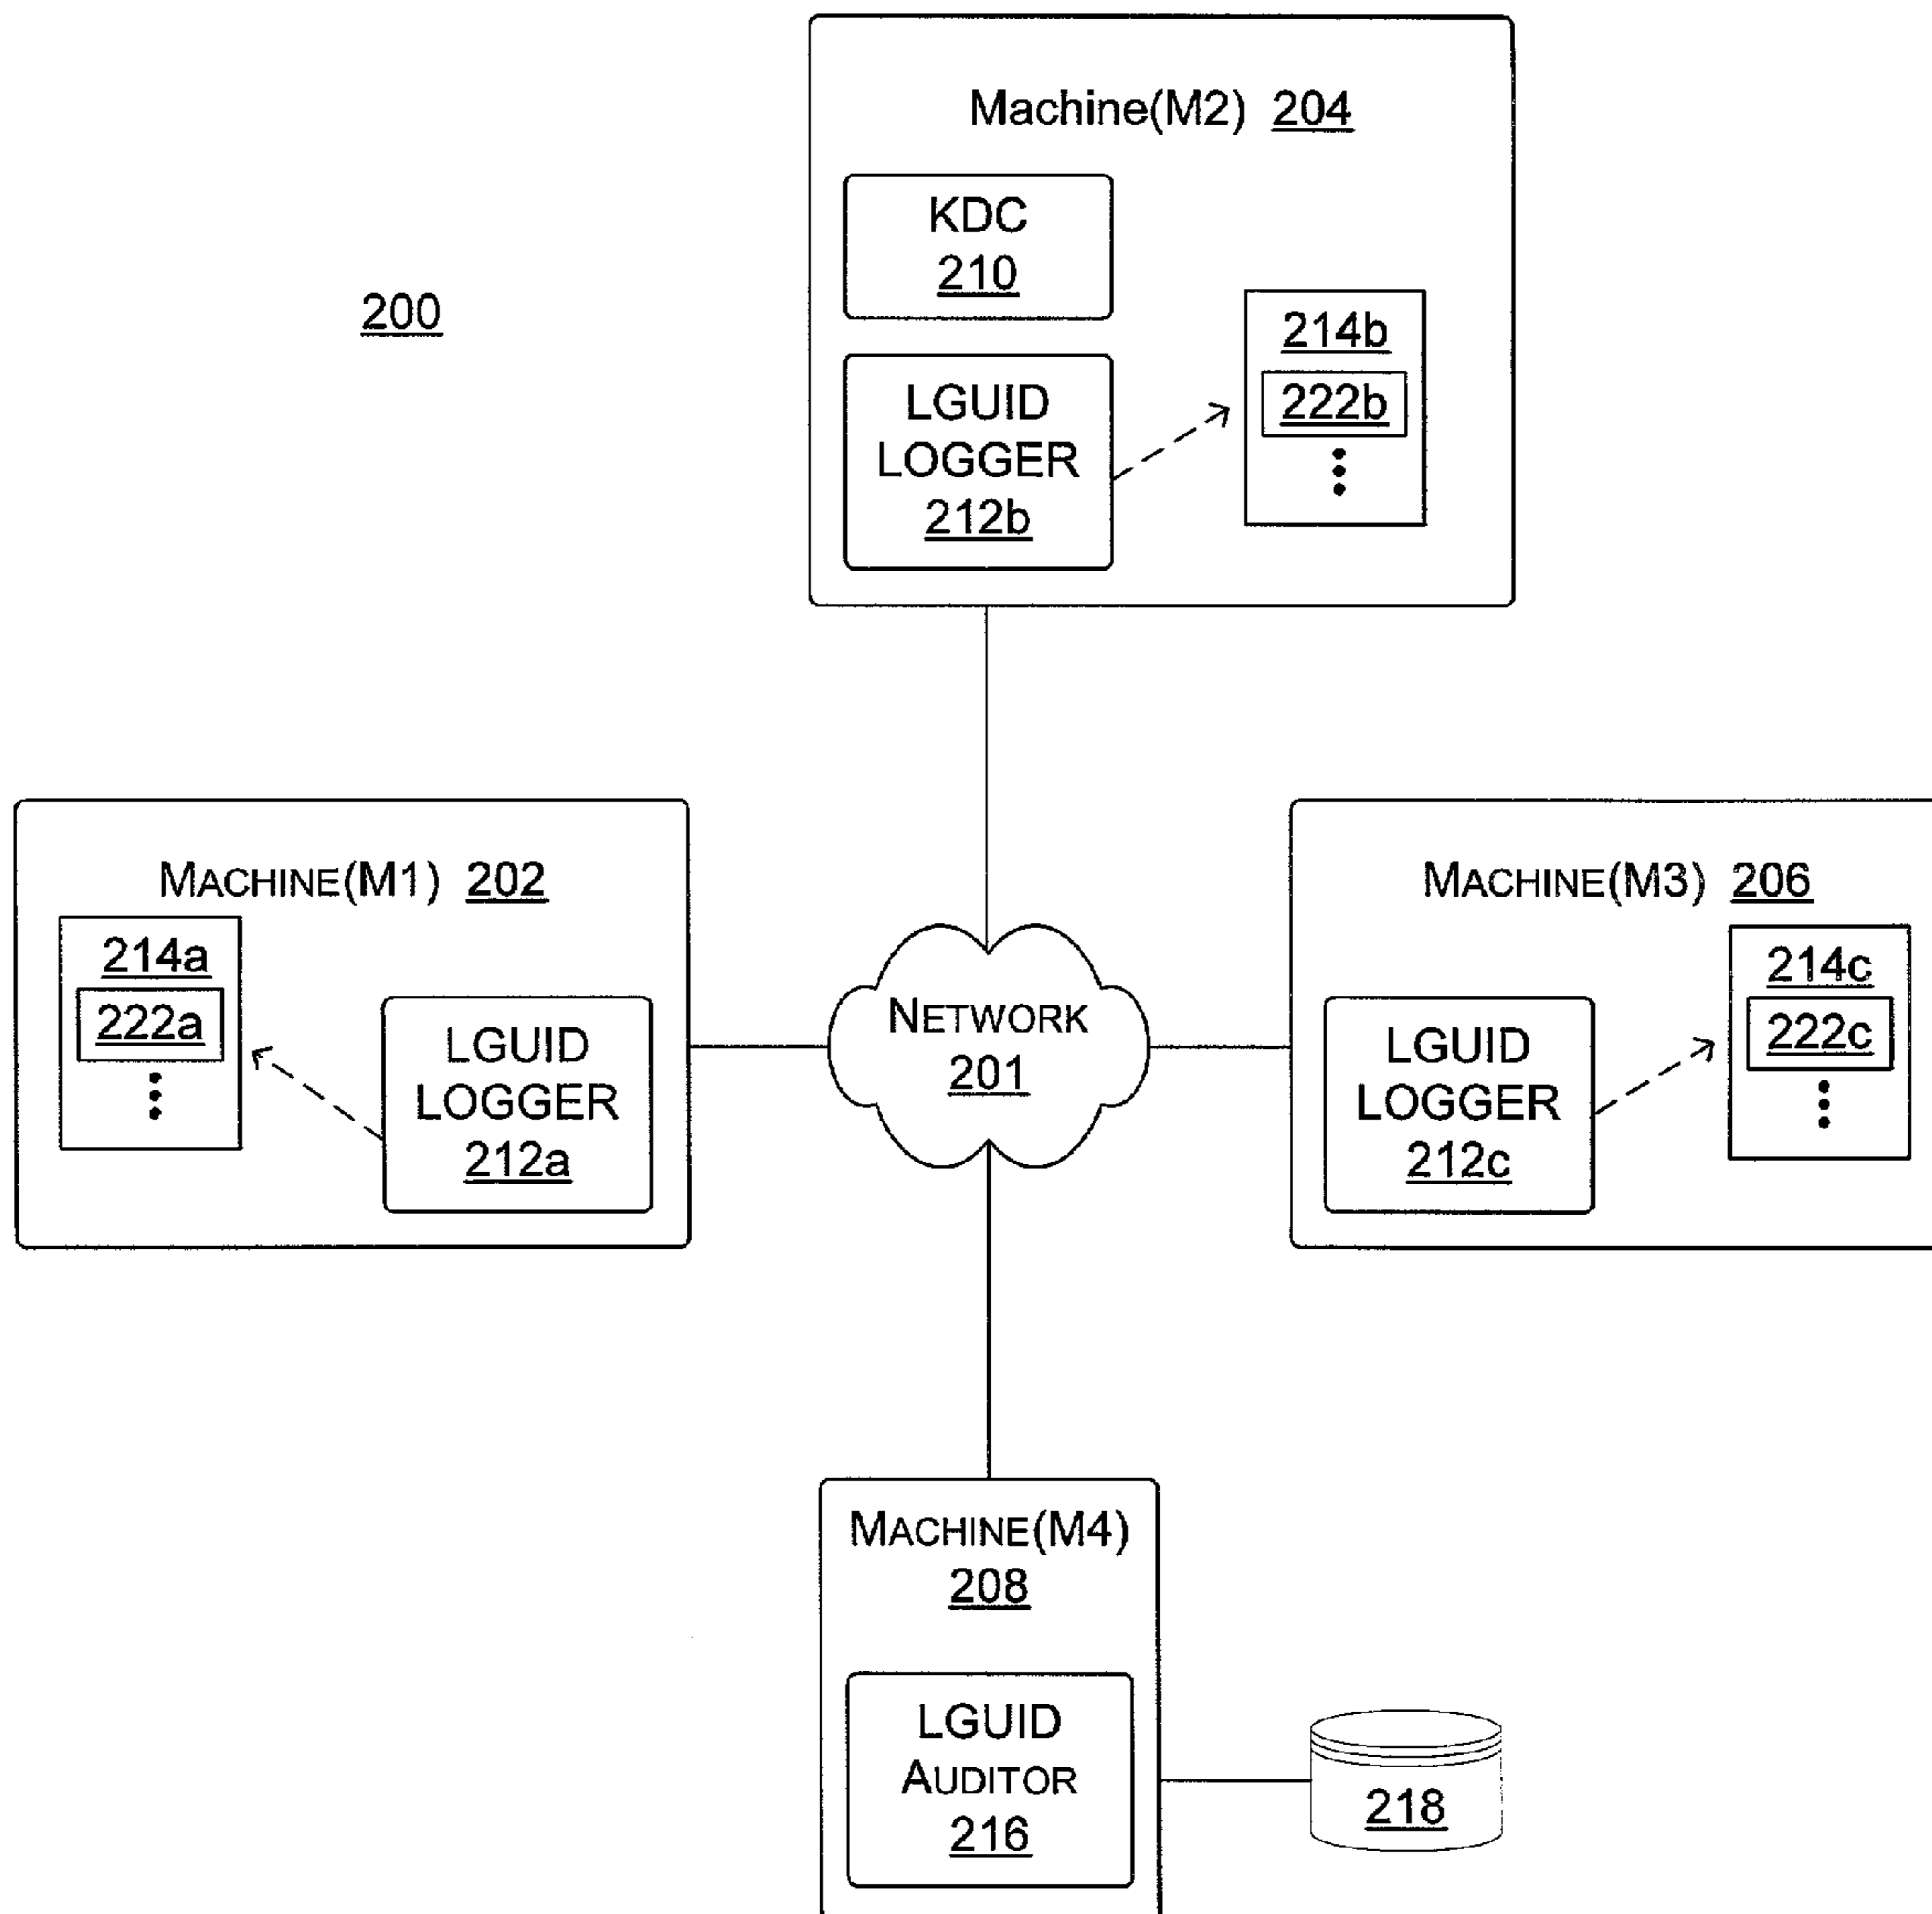 Machine(M2) 204
KDC
210
200
214b
222b
LGUID
LOGGER
212b
MACHINE(M1) 202
214a
222a
LGUID
LOGGER
212a
NETWORK
201
MACHINE(M3) 206
214c
222c
LGUID
LOGGER
212c
MACHINE(M4)
208
LGUID
AUDITOR
216
218